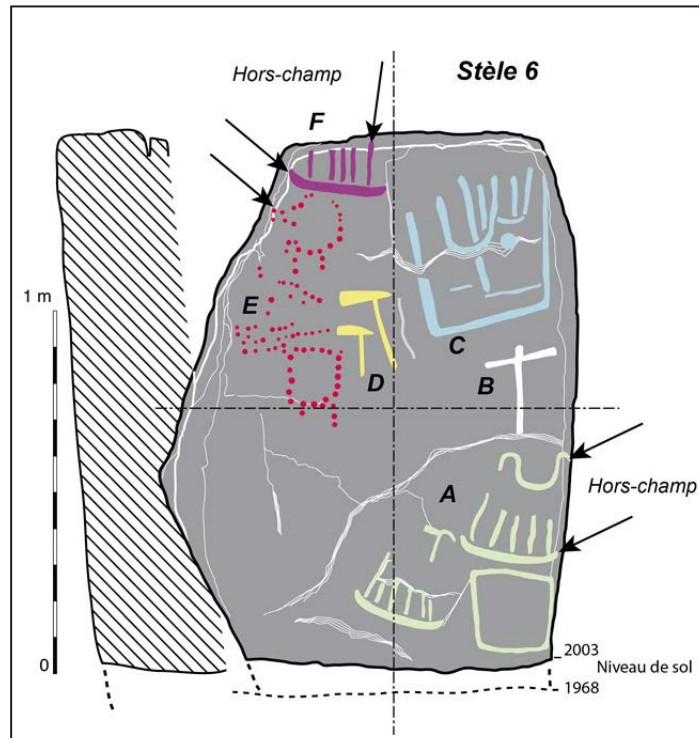 Hors-champ
Stèle 6
F
E
1 m
D
C
B
A
Hors-champ
2003
Niveau de sol
0
1968